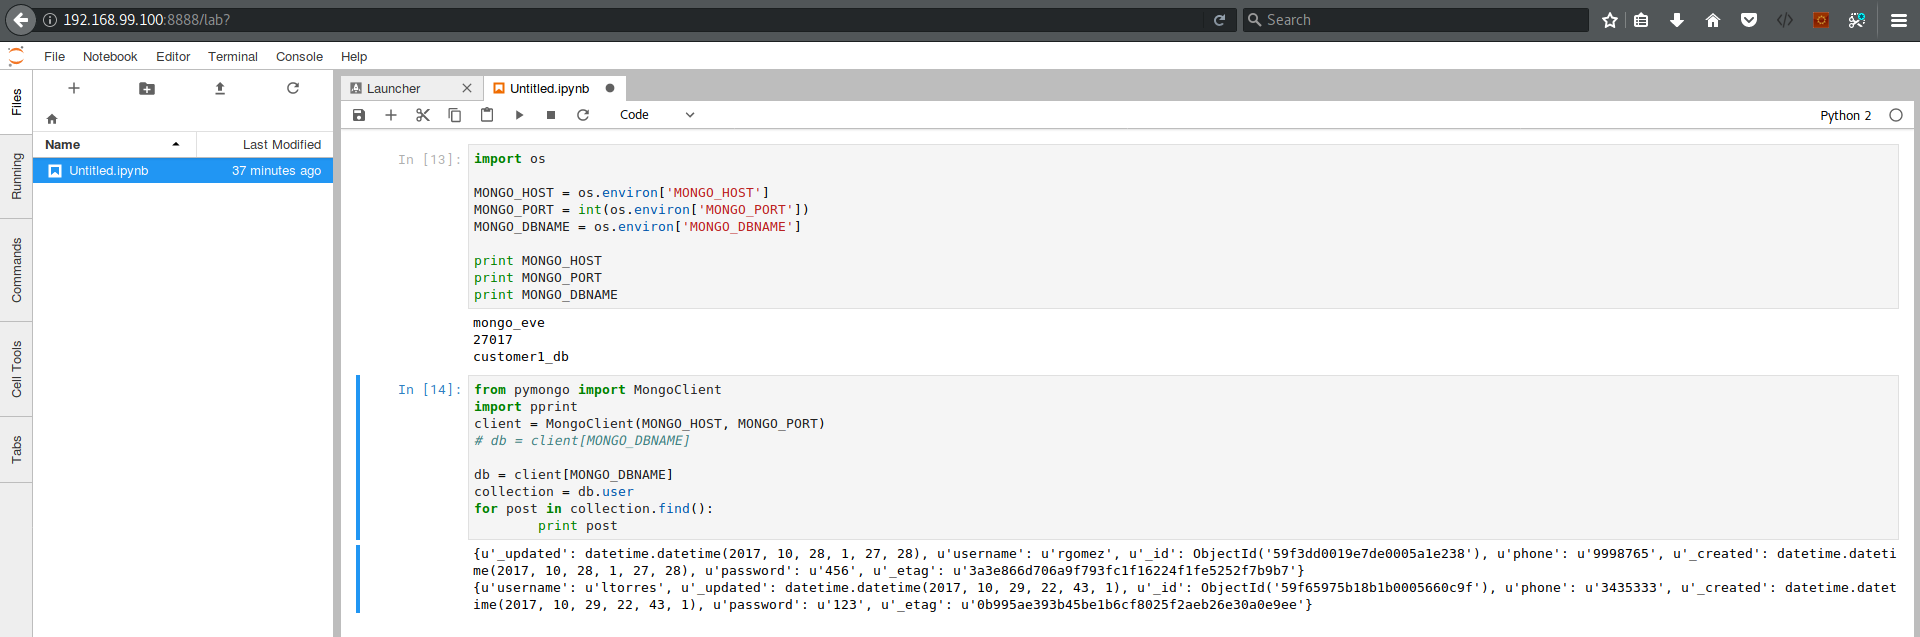 192.168.99.100:8888/lab?
Search
File Notebook Editor Terminal Console Help
Files
Running
Commands
Cell Tools
Tabs
Name Last Modified
Untitled.ipynb 37 minutes ago
Launcher Untitled.ipynb
Code Python 2
In [13]:
import os
MONGO_HOST = os.environ['MONGO_HOST']
MONGO_PORT = int(os.environ['MONGO_PORT'])
MONGO_DBNAME = os.environ['MONGO_DBNAME']
print MONGO_HOST
print MONGO_PORT
print MONGO_DBNAME
mongo_eve
27017
customer1_db
In [14]:
from pymongo import MongoClient
import pprint
client = MongoClient(MONGO_HOST, MONGO_PORT)
# db = client[MONGO_DBNAME]
db = client[MONGO_DBNAME]
collection = db.user
for post in collection.find():
        print post
{u'_updated': datetime.datetime(2017, 10, 28, 1, 27, 28), u'username': u'rgomez', u'_id': ObjectId('59f3dd0019e7de0005a1e238'), u'phone': u'9998765', u'_created': datetime.dateti
me(2017, 10, 28, 1, 27, 28), u'password': u'456', u'_etag': u'3a3e866d706a9f793fc1f16224f1fe5252f7b9b7'}
{u'username': u'ltorres', u'_updated': datetime.datetime(2017, 10, 29, 22, 43, 1), u'_id': ObjectId('59f65975b18b1b0005660c9f'), u'phone': u'3435333', u'_created': datetime.datet
ime(2017, 10, 29, 22, 43, 1), u'password': u'123', u'_etag': u'0b995ae393b45be1b6cf8025f2aeb26e30a0e9ee'}